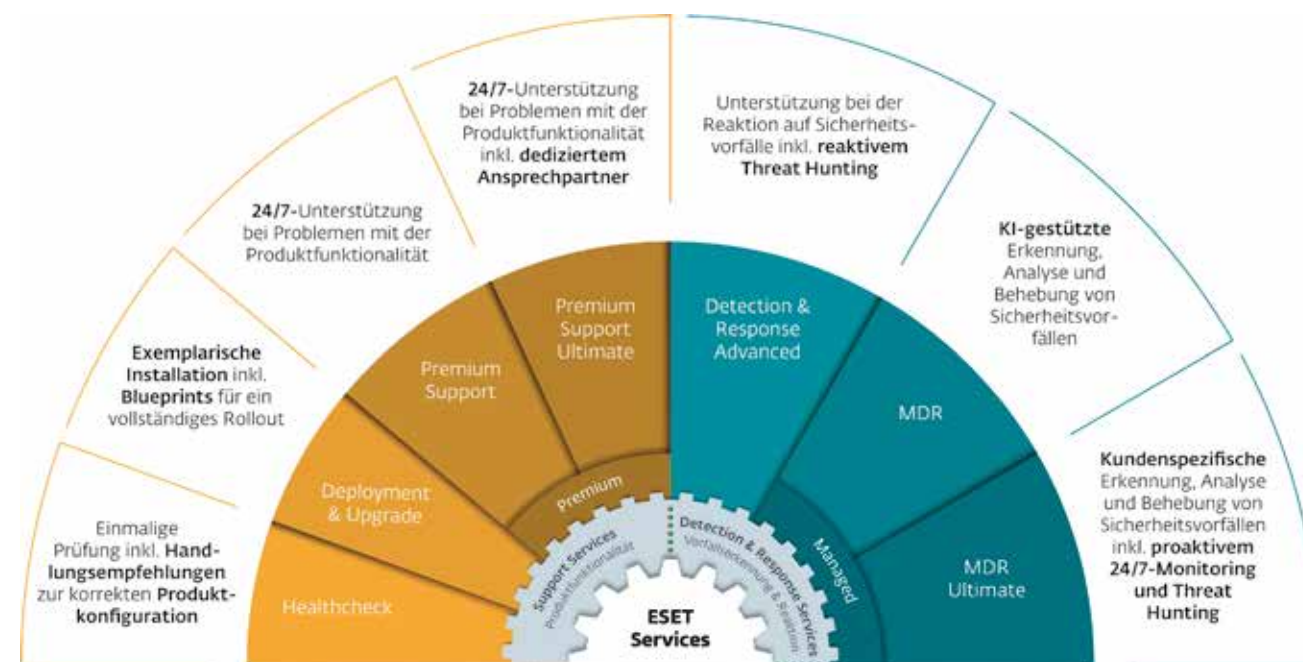 Einmalige
Prüfung inkl. Hand-
lungsempfehlungen
zur korrekten Produkt-
konfiguration
Exemplarische
Installation inkl.
Blueprints für ein
vollständiges Rollout
24/7-Unterstützung
bei Problemen mit der
Produktfunktionalität
24/7-Unterstützung
bei Problemen mit der
Produktfunktionalität
inkl. dediziertem
Ansprechpartner
Unterstützung bei der
Reaktion auf Sicherheits-
vorfälle inkl. reaktivem
Threat Hunting
KI-gestützte
Erkennung,
Analyse und
Behebung von
Sicherheitsvor-
fällen
Kundenspezifische
Erkennung, Analyse
und Behebung von
Sicherheitsvorfällen
inkl. proaktivem
24/7-Monitoring
und Threat
Hunting
Healthcheck
Deployment
& Upgrade
Premium
Support
Premium
Support
Ultimate
Detection &
Response
Advanced
MDR
MDR
Ultimate
Premium
Managed
Support Services
Produktfunktionalität
Detection & Response Services
Vorfallserkennung & Reaktion
ESET
Services